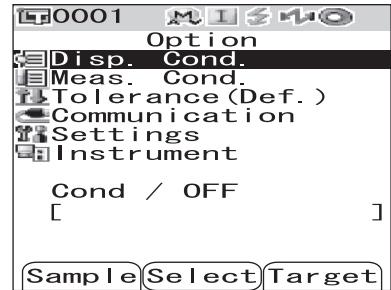 0001 M I
Option
Disp. Cond.
Meas. Cond.
Tolerance(Def.)
Communication
Settings
Instrument
Cond / OFF
[ ]
Sample Select Target